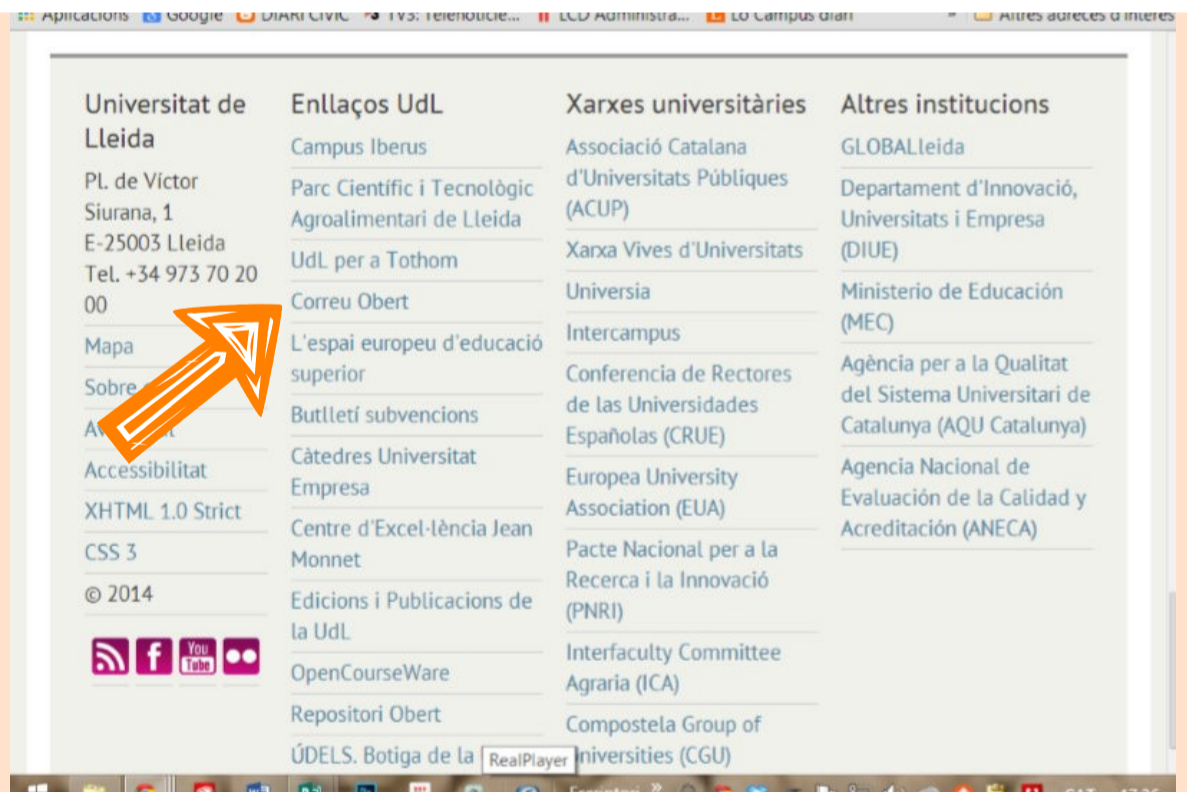 Aplicacions Google DIARI CIVIC TV3: Telenotície... LCD Administra... Lo Campus diari » Altres adreces d'interès
Universitat de
Lleida
Pl. de Víctor
Siurana, 1
E-25003 Lleida
Tel. +34 973 70 20
00
Mapa
Sobre
Accessibilitat
XHTML 1.0 Strict
CSS 3
© 2014
You
Tube
Enllaços UdL
Campus Iberus
Parc Científic i Tecnològic
Agroalimentari de Lleida
UdL per a Tothom
Correu Obert
L'espai europeu d'educació
superior
Butlletí subvencions
Càtedres Universitat
Empresa
Centre d'Excel·lència Jean
Monnet
Edicions i Publicacions de
la UdL
OpenCourseWare
Repositori Obert
ÚDELS. Botiga de la
RealPlayer
Xarxes universitàries
Associació Catalana
d'Universitats Públiques
(ACUP)
Xarxa Vives d'Universitats
Universia
Intercampus
Conferencia de Rectores
de las Universidades
Españolas (CRUE)
Europea University
Association (EUA)
Pacte Nacional per a la
Recerca i la Innovació
(PNRI)
Interfaculty Committee
Agraria (ICA)
Compostela Group of
Universities (CGU)
Altres institucions
GLOBALleida
Departament d'Innovació,
Universitats i Empresa
(DIUE)
Ministerio de Educación
(MEC)
Agència per a la Qualitat
del Sistema Universitari de
Catalunya (AQU Catalunya)
Agencia Nacional de
Evaluación de la Calidad y
Acreditación (ANECA)
Escriptori » CAT 17:26